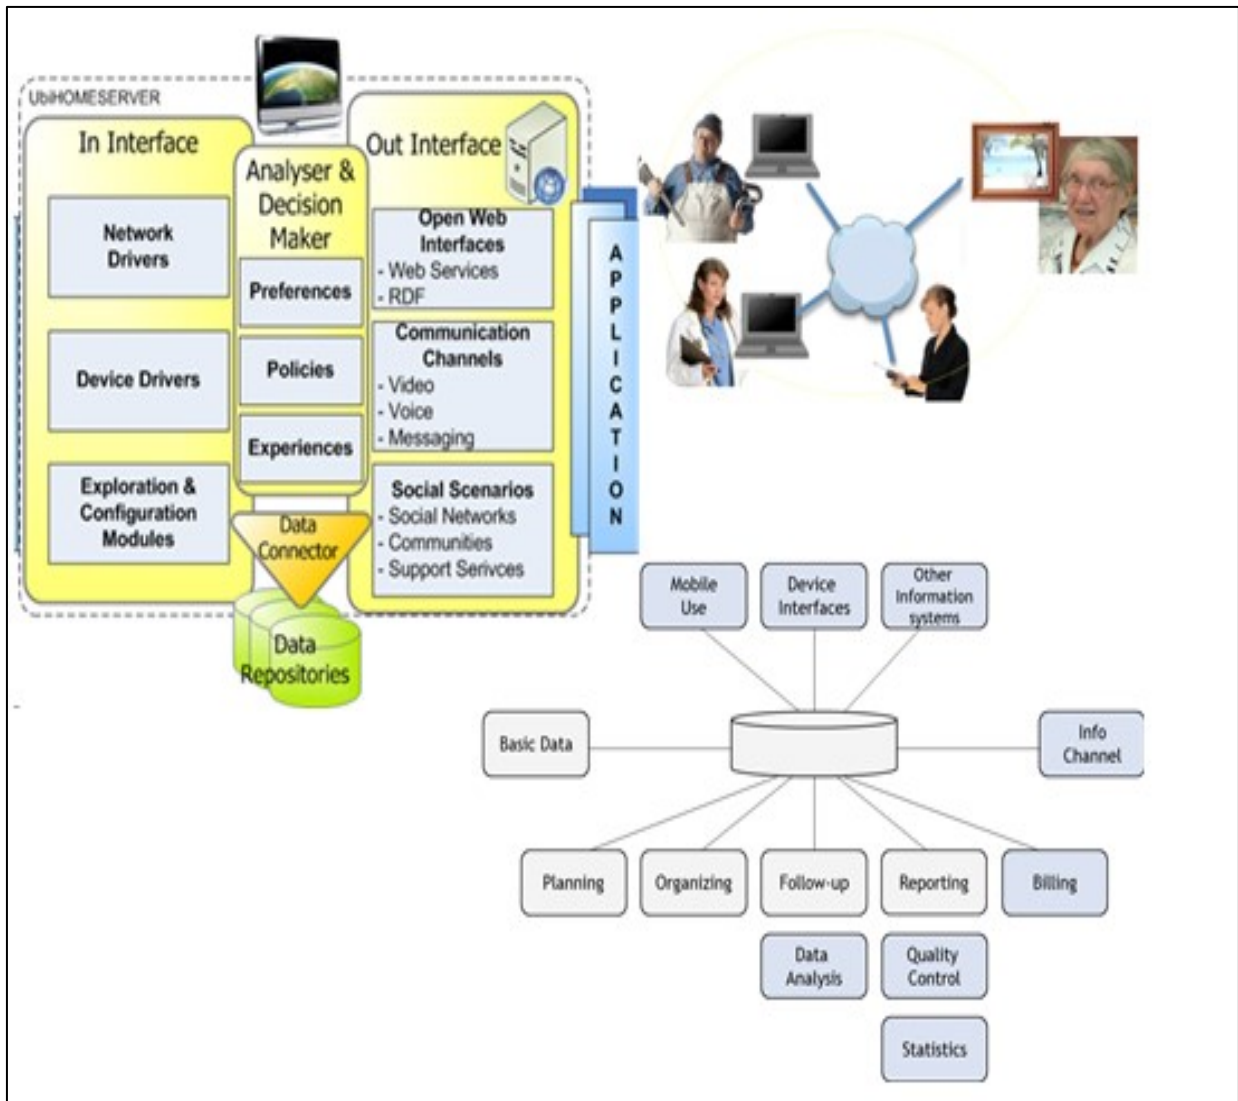 UbiHOMESERVER
In Interface
Network
Drivers
Device Drivers
Exploration &
Configuration
Modules
Analyser &
Decision
Maker
Preferences
Policies
Experiences
Data
Connector
Data
Repositories
Out Interface
Open Web
Interfaces
- Web Services
- RDF
Communication
Channels
- Video
- Voice
- Messaging
Social Scenarios
- Social Networks
- Communities
- Support Serivces
APPLICATION
Mobile
Use
Device
Interfaces
Other
Information
systems
Basic Data
Info
Channel
Planning
Organizing
Follow-up
Reporting
Billing
Data
Analysis
Quality
Control
Statistics